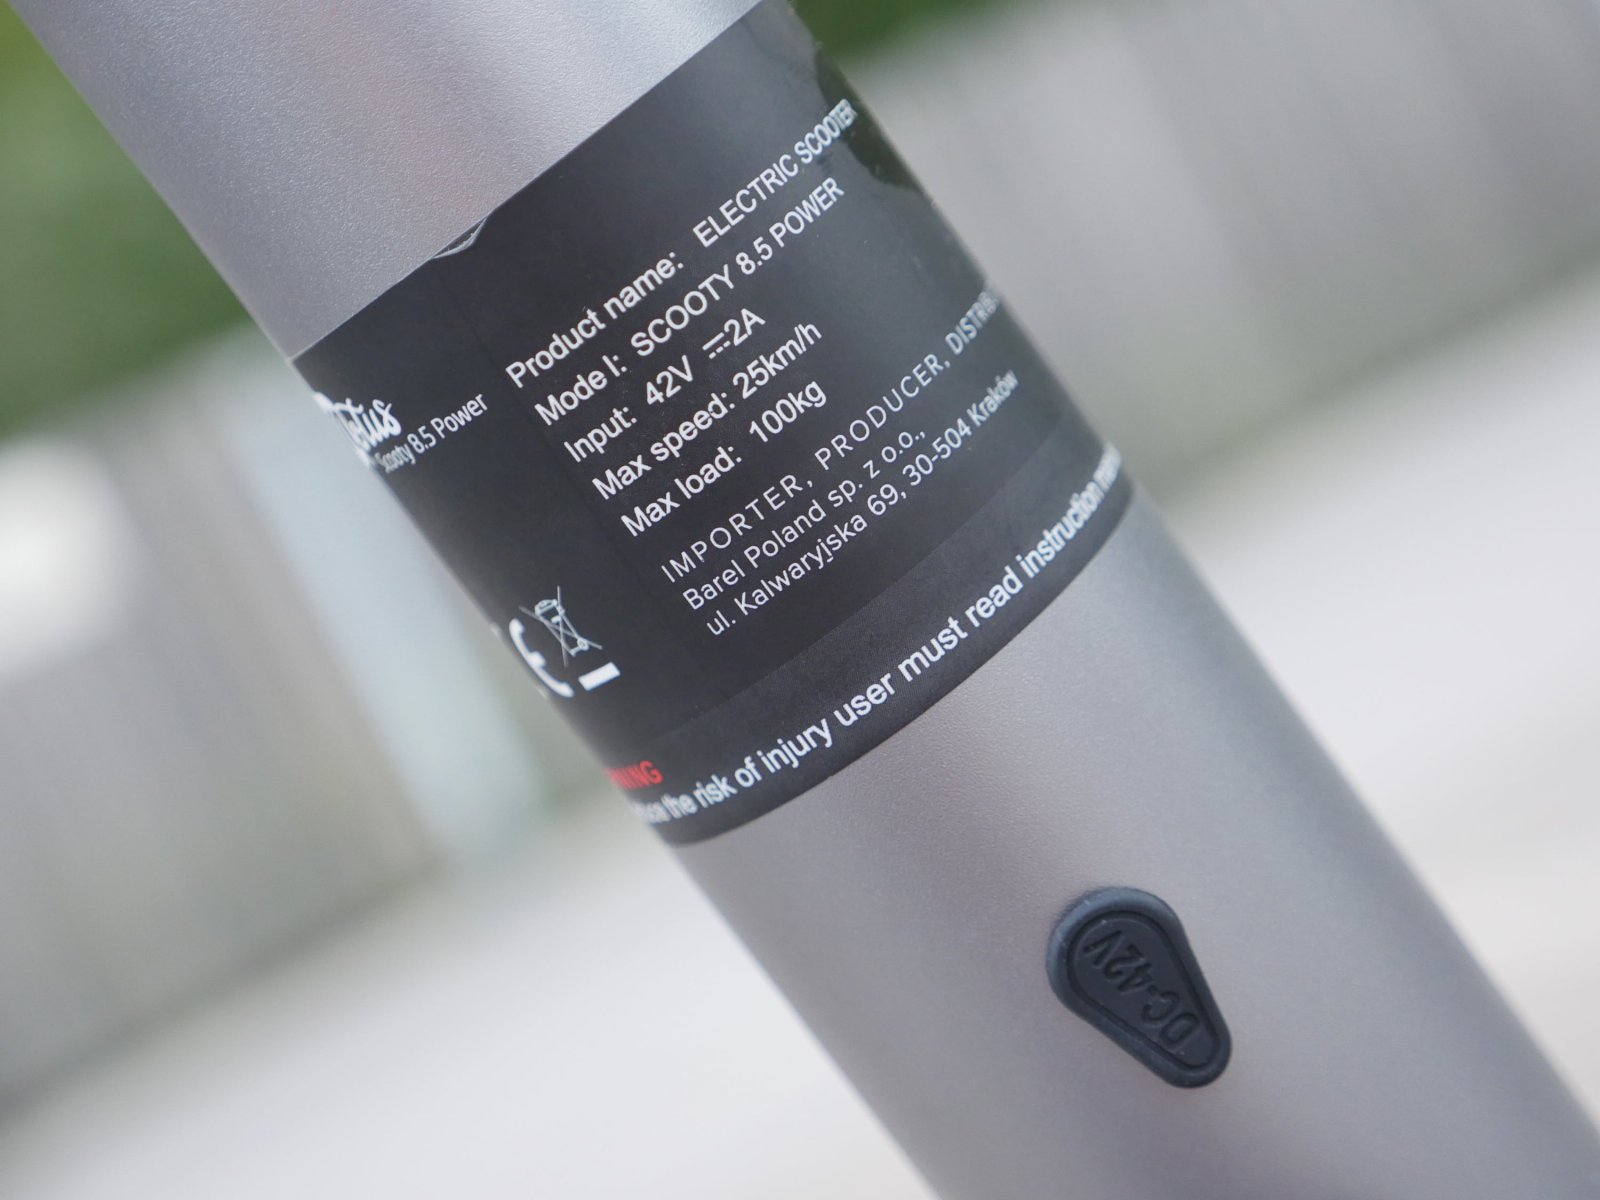 Motus
Scooty 8.5 Power
Product name: ELECTRIC SCOOTER
Mode l: SCOOTY 8.5 POWER
Input: 42V ⎓2A
Max speed: 25km/h
Max load: 100kg
IMPORTER, PRODUCER,
Barel Poland sp. z o.o.,
ul. Kalwaryjska 69, 30-504 Kraków
CE
the risk of injury user must read instruction
DC-42V